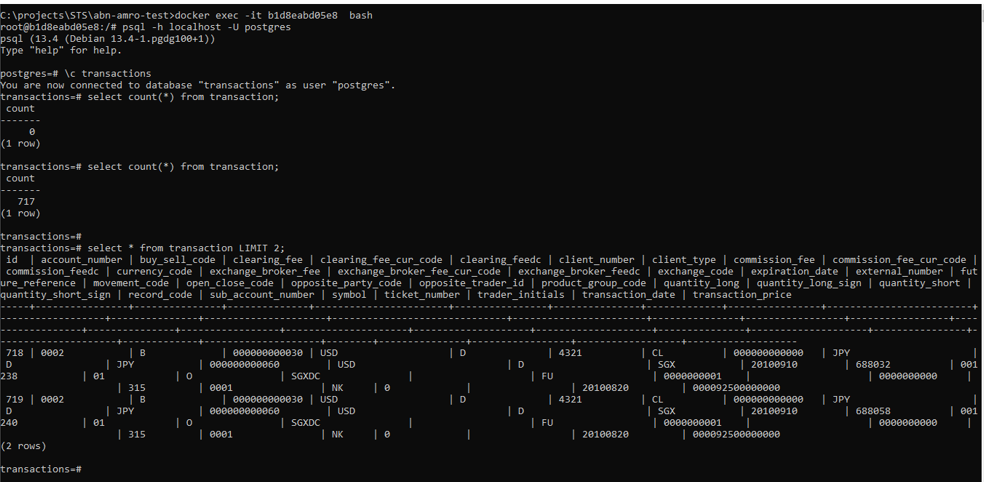 C:\projects\STS\abn-amro-test>docker exec -it b1d8eabd05e8  bash
root@b1d8eabd05e8:/# psql -h localhost -U postgres
psql (13.4 (Debian 13.4-1.pgdg100+1))
Type "help" for help.
postgres=# \c transactions
You are now connected to database "transactions" as user "postgres".
transactions=# select count(*) from transaction;
 count
-------
     0
(1 row)
transactions=# select count(*) from transaction;
 count
-------
   717
(1 row)
transactions=#
transactions=# select * from transaction LIMIT 2;
 id  | account_number | buy_sell_code | clearing_fee | clearing_fee_cur_code | clearing_feedc | client_number | client_type | commission_fee | commission_fee_cur_code |
 commission_feedc | currency_code | exchange_broker_fee | exchange_broker_fee_cur_code | exchange_broker_feedc | exchange_code | expiration_date | external_number | fut
ure_reference | movement_code | open_close_code | opposite_party_code | opposite_trader_id | product_group_code | quantity_long | quantity_long_sign | quantity_short |
quantity_short_sign | record_code | sub_account_number | symbol | ticket_number | trader_initials | transaction_date | transaction_price
-----+----------------+---------------+--------------+-----------------------+----------------+---------------+-------------+----------------+-------------------------+
------------------+---------------+---------------------+------------------------------+-----------------------+---------------+-----------------+-----------------+----
--------------+---------------+-----------------+---------------------+--------------------+--------------------+---------------+--------------------+----------------+-
--------------------+-------------+--------------------+--------+---------------+-----------------+------------------+-------------------
 718 | 0002           | B             | 000000000030 | USD                   | D              | 4321          | CL          | 000000000000   | JPY                     |
 D                | JPY           | 000000000060        | USD                          | D                     | SGX           | 20100910        | 688032          | 001
238           | 01            | O               | SGXDC               |                    | FU                 | 0000000001    |                    | 0000000000     |
                    | 315         | 0001               | NK     | 0             |                 | 20100820         | 000092500000000
 719 | 0002           | B             | 000000000030 | USD                   | D              | 4321          | CL          | 000000000000   | JPY                     |
 D                | JPY           | 000000000060        | USD                          | D                     | SGX           | 20100910        | 688058          | 001
240           | 01            | O               | SGXDC               |                    | FU                 | 0000000001    |                    | 0000000000     |
                    | 315         | 0001               | NK     | 0             |                 | 20100820         | 000092500000000
(2 rows)
transactions=#